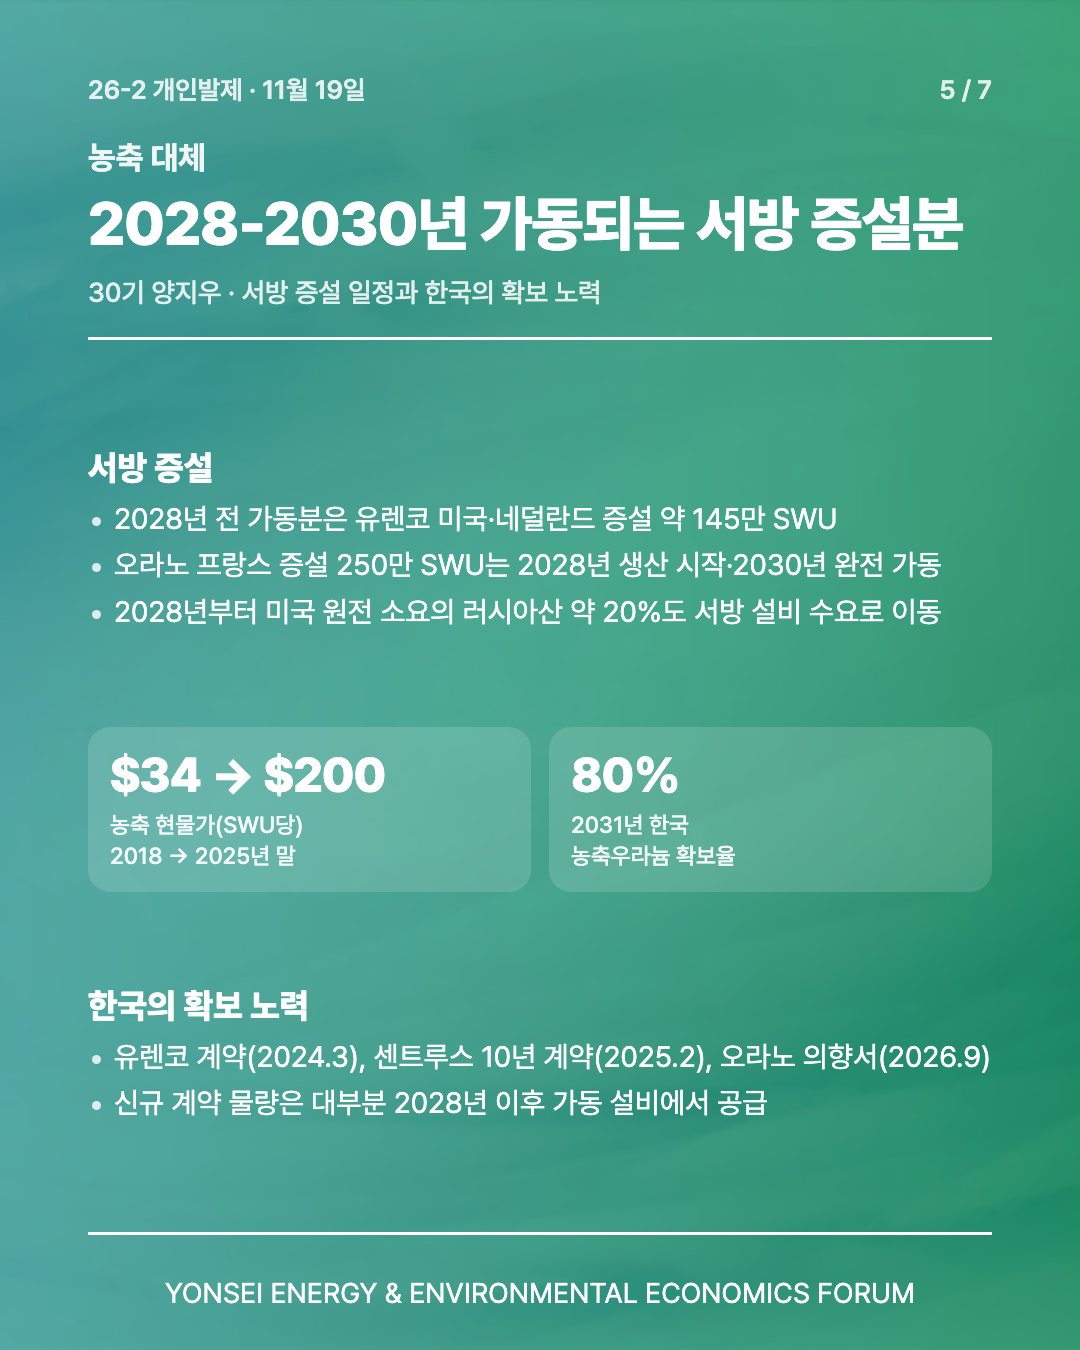 26-2 개인발제 · 11월 19일
5 / 7
농축 대체
2028-2030년 가동되는 서방 증설분
30기 양지우 · 서방 증설 일정과 한국의 확보 노력
서방 증설
• 2028년 전 가동분은 유렌코 미국·네덜란드 증설 약 145만 SWU
• 오라노 프랑스 증설 250만 SWU는 2028년 생산 시작·2030년 완전 가동
• 2028년부터 미국 원전 소요의 러시아산 약 20%도 서방 설비 수요로 이동
$34 → $200
농축 현물가(SWU당)
2018 → 2025년 말
80%
2031년 한국
농축우라늄 확보율
한국의 확보 노력
• 유렌코 계약(2024.3), 센트루스 10년 계약(2025.2), 오라노 의향서(2026.9)
• 신규 계약 물량은 대부분 2028년 이후 가동 설비에서 공급
YONSEI ENERGY & ENVIRONMENTAL ECONOMICS FORUM